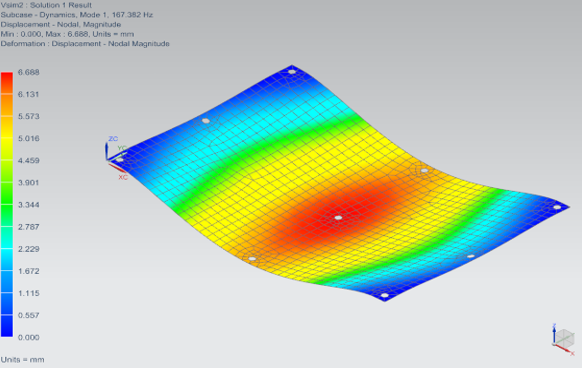 Vsim2 : Solution 1 Result
Subcase - Dynamics, Mode 1, 167.382 Hz
Displacement - Nodal, Magnitude
Min : 0.000, Max : 6.688, Units = mm
Deformation : Displacement - Nodal Magnitude
6.688
6.131
5.573
5.016
4.459
3.901
3.344
2.787
2.229
1.672
1.115
0.557
0.000
Units = mm
ZC
YC
XC
Z
X